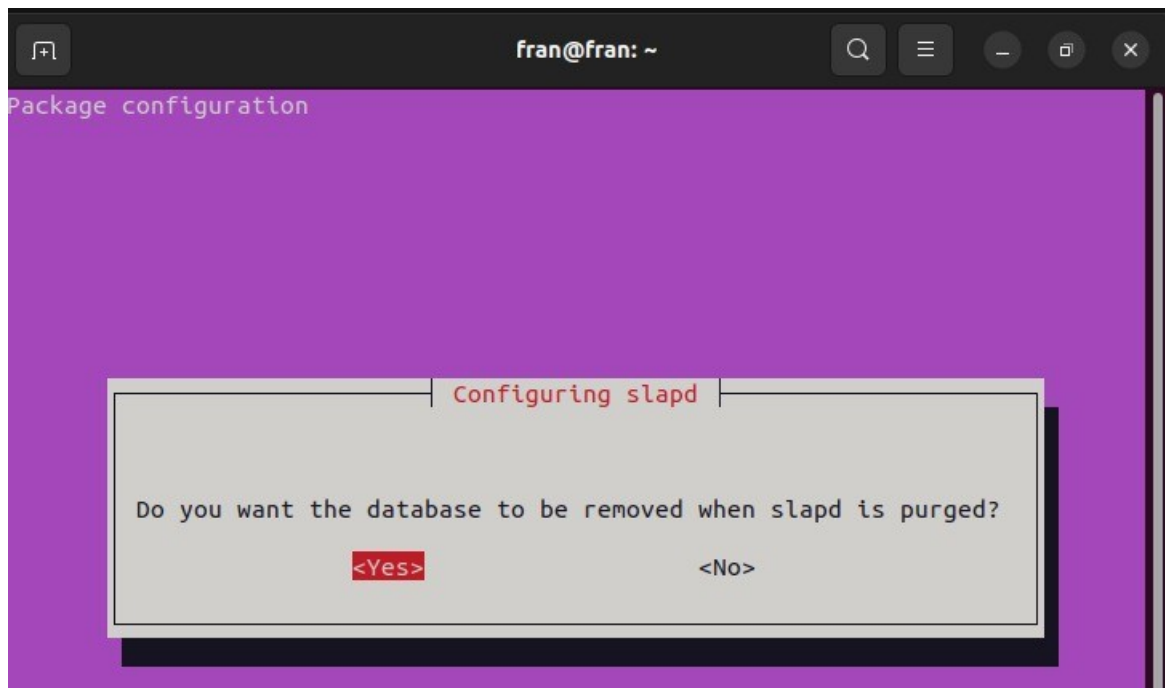 fran@fran: ~
Package configuration
Configuring slapd
Do you want the database to be removed when slapd is purged?
<Yes> <No>